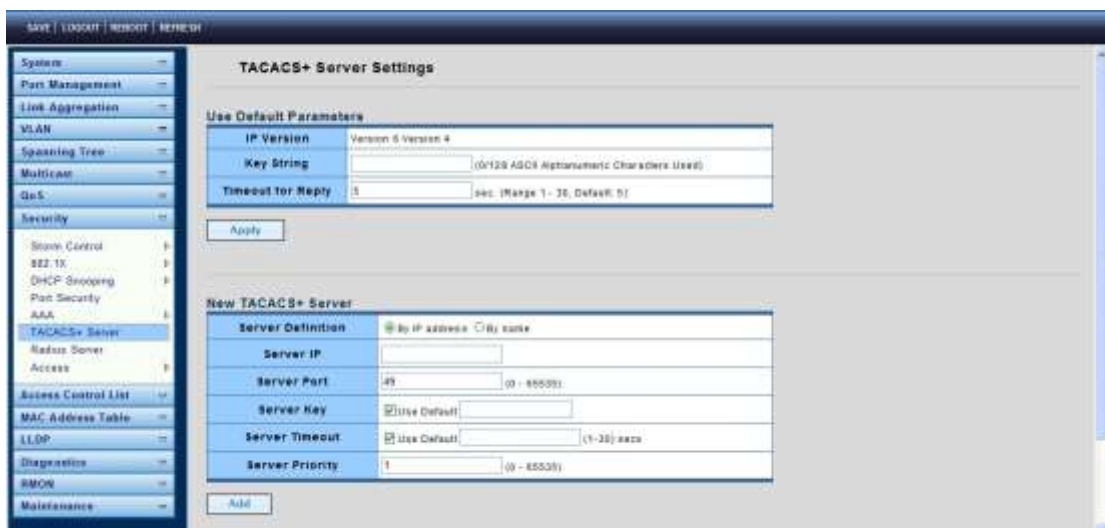 SAVE | LOGOUT | REBOOT | REFRESH
System
Port Management
Link Aggregation
VLAN
Spanning Tree
Multicast
QoS
Security
Storm Control
802.1X
DHCP Snooping
Port Security
AAA
TACACS+ Server
Radius Server
Access
Access Control List
MAC Address Table
LLDP
Diagnostics
RMON
Maintenance
TACACS+ Server Settings
Use Default Parameters
IP Version Version 6 Version 4
Key String (0/128 ASCII Alphanumeric Characters Used)
Timeout for Reply 5 sec. (Range 1 - 30, Default: 5)
Apply
New TACACS+ Server
Server Definition By IP address By name
Server IP
Server Port 49 (0 - 65535)
Server Key Use Default
Server Timeout Use Default (1-30) secs
Server Priority 1 (0 - 65535)
Add